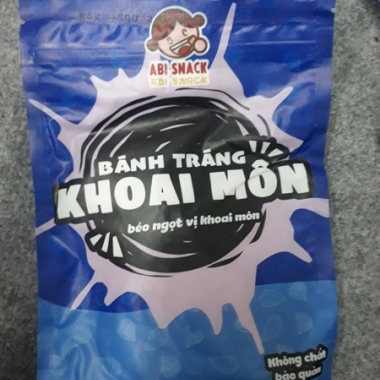 ABI SNACK
ABI SNACK
BÁNH TRÁNG
KHOAI MÔN
béo ngọt vị khoai môn
Không chất
bảo quản